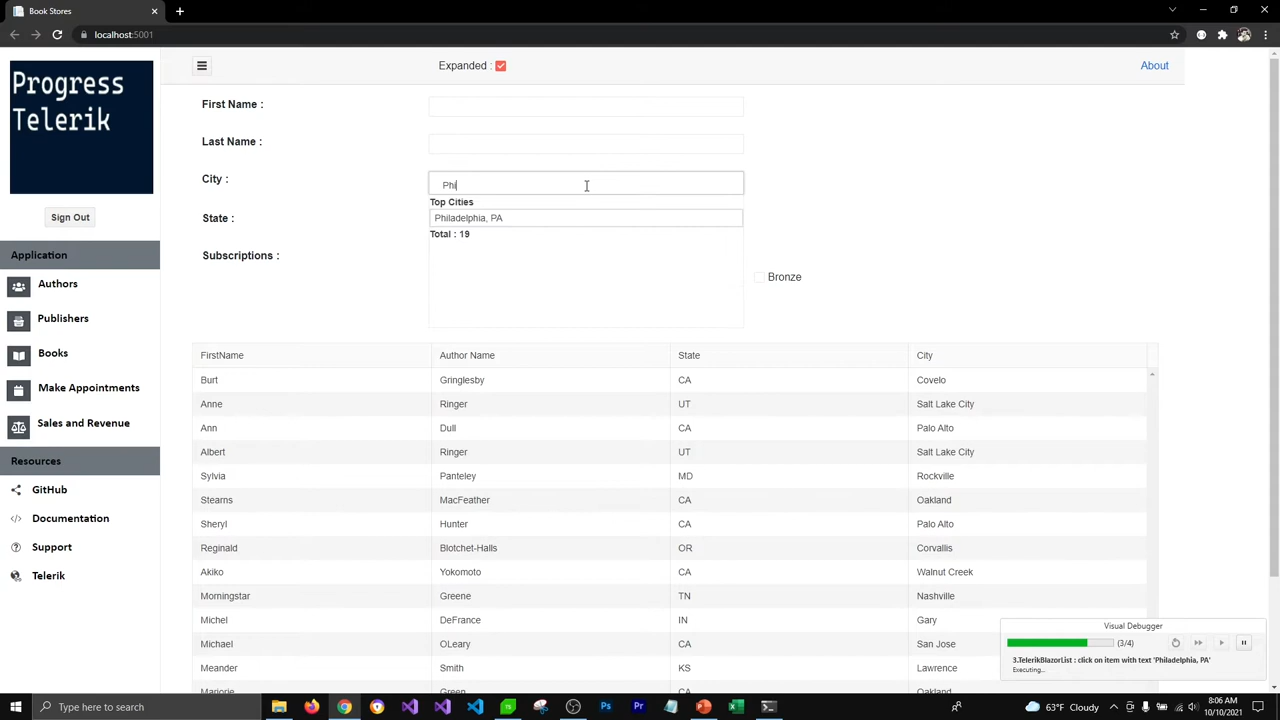 Book Stores
localhost:5001
Progress
Telerik
Expanded :
About
First Name :
Last Name :
City :
Phi
Top Cities
State :
Philadelphia, PA
Total : 19
Sign Out
Subscriptions :
Bronze
Application
Authors
Publishers
Books
Make Appointments
Sales and Revenue
Resources
GitHub
Documentation
Support
Telerik
FirstName Author Name State City
Burt Gringlesby CA Covelo
Anne Ringer UT Salt Lake City
Ann Dull CA Palo Alto
Albert Ringer UT Salt Lake City
Sylvia Panteley MD Rockville
Stearns MacFeather CA Oakland
Sheryl Hunter CA Palo Alto
Reginald Blotchet-Halls OR Corvallis
Akiko Yokomoto CA Walnut Creek
Morningstar Greene TN Nashville
Michel DeFrance IN Gary
Michael OLeary CA San Jose
Meander Smith KS Lawrence
Marjorie Green CA Oakland
Visual Debugger
(3/4)
3.TelerikBlazorList : click on item with text 'Philadelphia, PA'
Executing...
Type here to search
63°F Cloudy
8:06 AM
10/10/2021